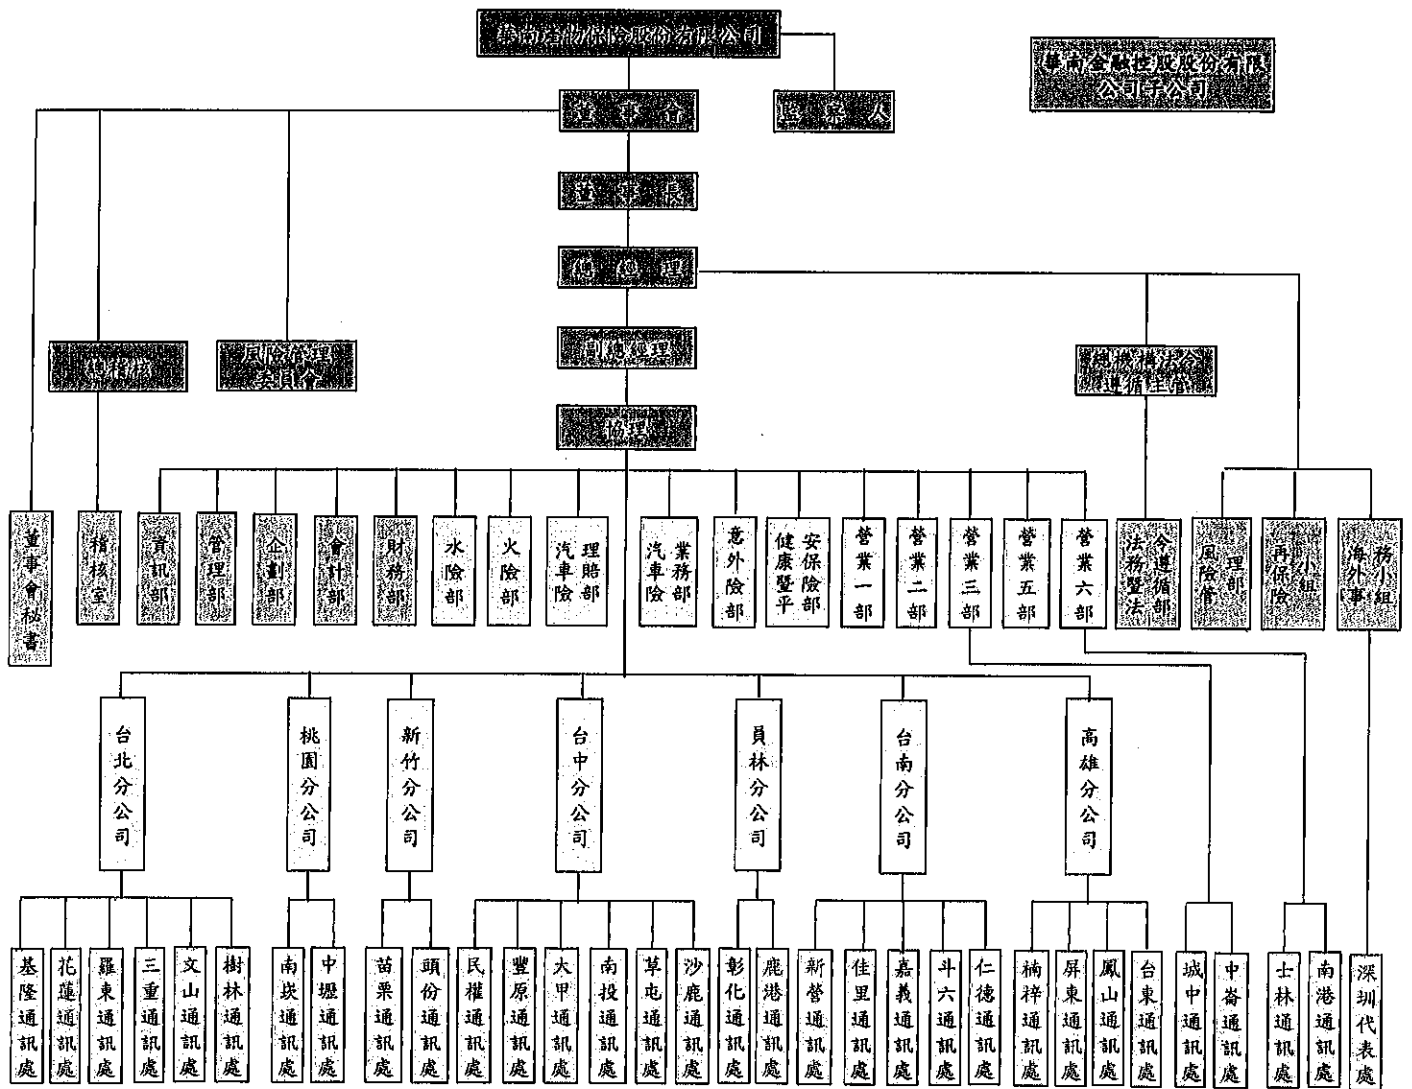 華南產物保險股份有限公司
華南金融控股股份有限
公司子公司
董事會
監察人
董事長
總經理
副總經理
總稽核
風險管理
委員會
總機構法令
遵循主管
協理
董事會秘書
稽核室
資訊部
管理部
企劃部
會計部
財務部
水險部
火險部
汽車險
理賠部
汽車險
業務部
意外險部
健康暨平
安保險部
營業一部
營業二部
營業三部
營業五部
營業六部
法務暨法
令遵循部
風險管
理部
再保險
小組
海外事
務小組
台北分公司
桃園分公司
新竹分公司
台中分公司
員林分公司
台南分公司
高雄分公司
基隆通訊處
花蓮通訊處
羅東通訊處
三重通訊處
文山通訊處
樹林通訊處
南崁通訊處
中壢通訊處
苗栗通訊處
頭份通訊處
民權通訊處
豐原通訊處
大甲通訊處
南投通訊處
草屯通訊處
沙鹿通訊處
彰化通訊處
鹿港通訊處
新營通訊處
佳里通訊處
嘉義通訊處
斗六通訊處
仁德通訊處
楠梓通訊處
屏東通訊處
鳳山通訊處
台東通訊處
城中通訊處
中崙通訊處
士林通訊處
南港通訊處
深圳代表處